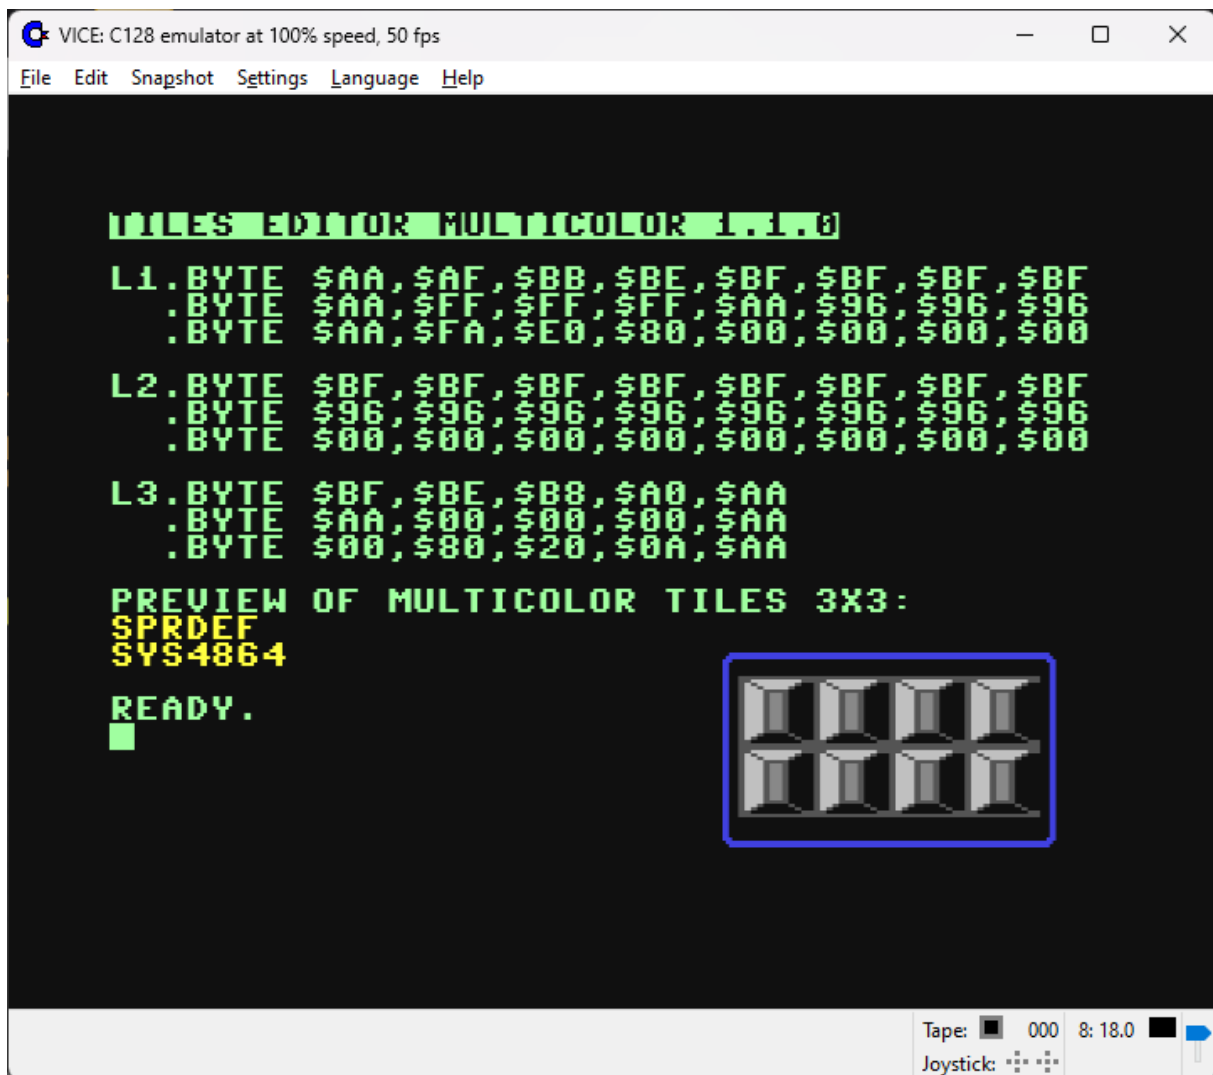 VICE: C128 emulator at 100% speed, 50 fps
File Edit Snapshot Settings Language Help
TILES EDITOR MULTICOLOR 1.1.0
L1.BYTE $AA,$AF,$BB,$BE,$BF,$BF,$BF,$BF
.BYTE $AA,$FF,$FF,$FF,$AA,$96,$96,$96
.BYTE $AA,$FA,$E0,$80,$00,$00,$00,$00
L2.BYTE $BF,$BF,$BF,$BF,$BF,$BF,$BF,$BF
.BYTE $96,$96,$96,$96,$96,$96,$96,$96
.BYTE $00,$00,$00,$00,$00,$00,$00,$00
L3.BYTE $BF,$BE,$B8,$A0,$AA
.BYTE $AA,$00,$00,$00,$AA
.BYTE $00,$80,$20,$0A,$AA
PREVIEW OF MULTICOLOR TILES 3X3:
SPRDEF
SYS4864
READY.
Tape: 000 8: 18.0
Joystick: